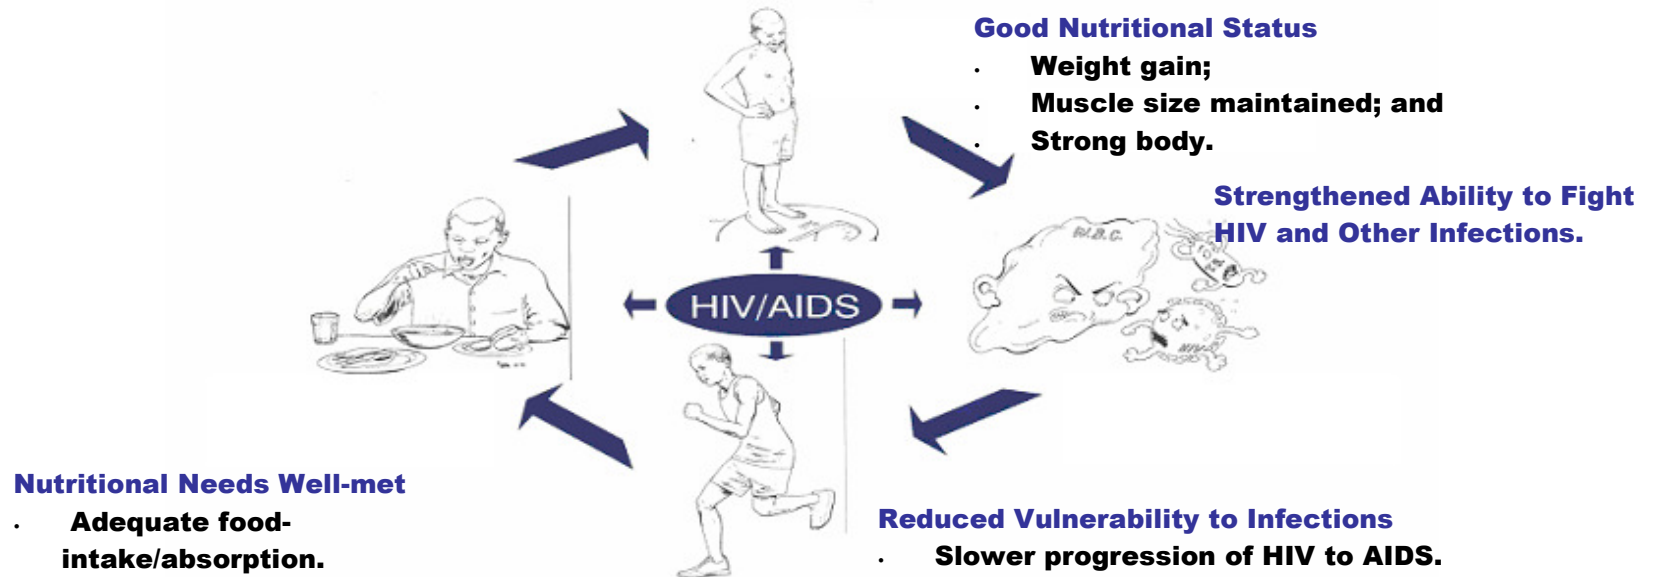 Good Nutritional Status
· Weight gain;
· Muscle size maintained; and
· Strong body.
Strengthened Ability to Fight
HIV and Other Infections.
W.B.C.
HIV
HIV/AIDS
Nutritional Needs Well-met
· Adequate food-
intake/absorption.
Reduced Vulnerability to Infections
· Slower progression of HIV to AIDS.